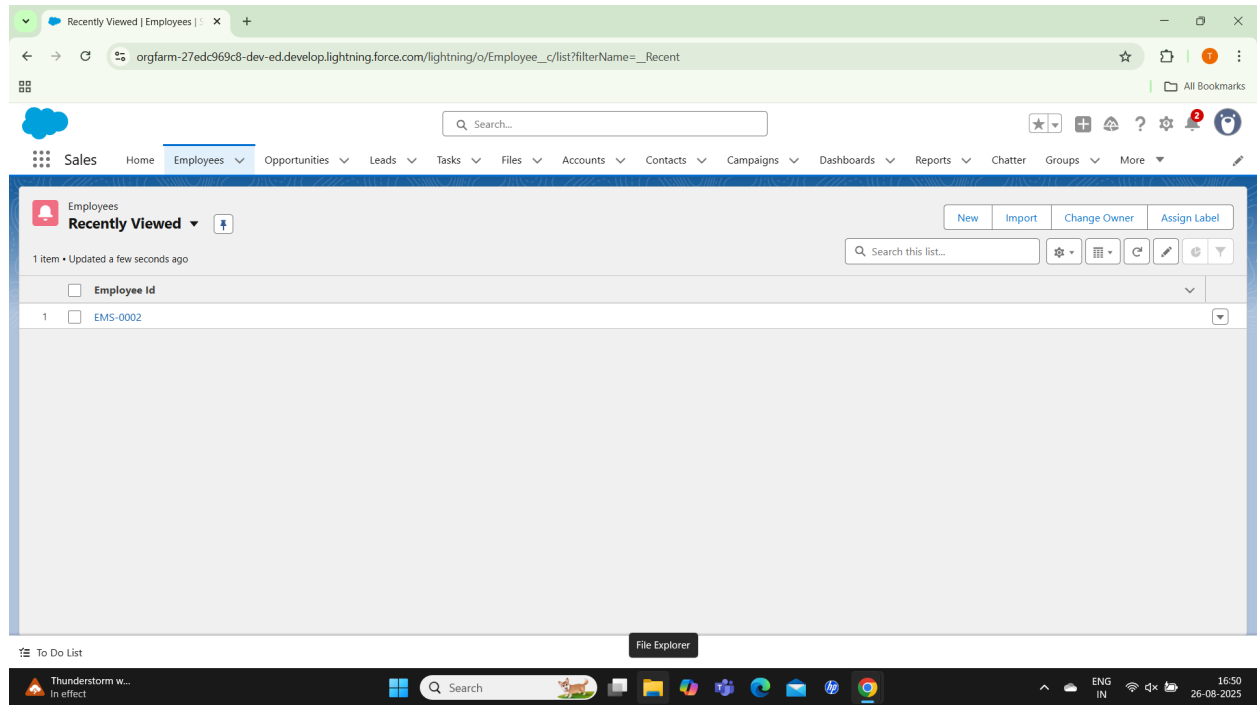 Recently Viewed | Employees | S
orgfarm-27edc969c8-dev-ed.develop.lightning.force.com/lightning/o/Employee__c/list?filterName=__Recent
T
All Bookmarks
Search...
2
Sales Home Employees Opportunities Leads Tasks Files Accounts Contacts Campaigns Dashboards Reports Chatter Groups More
Employees
Recently Viewed
New Import Change Owner Assign Label
1 item • Updated a few seconds ago
Search this list...
Employee Id
1 EMS-0002
To Do List
File Explorer
Thunderstorm w...
In effect
Search
hp
ENG
IN
16:50
26-08-2025